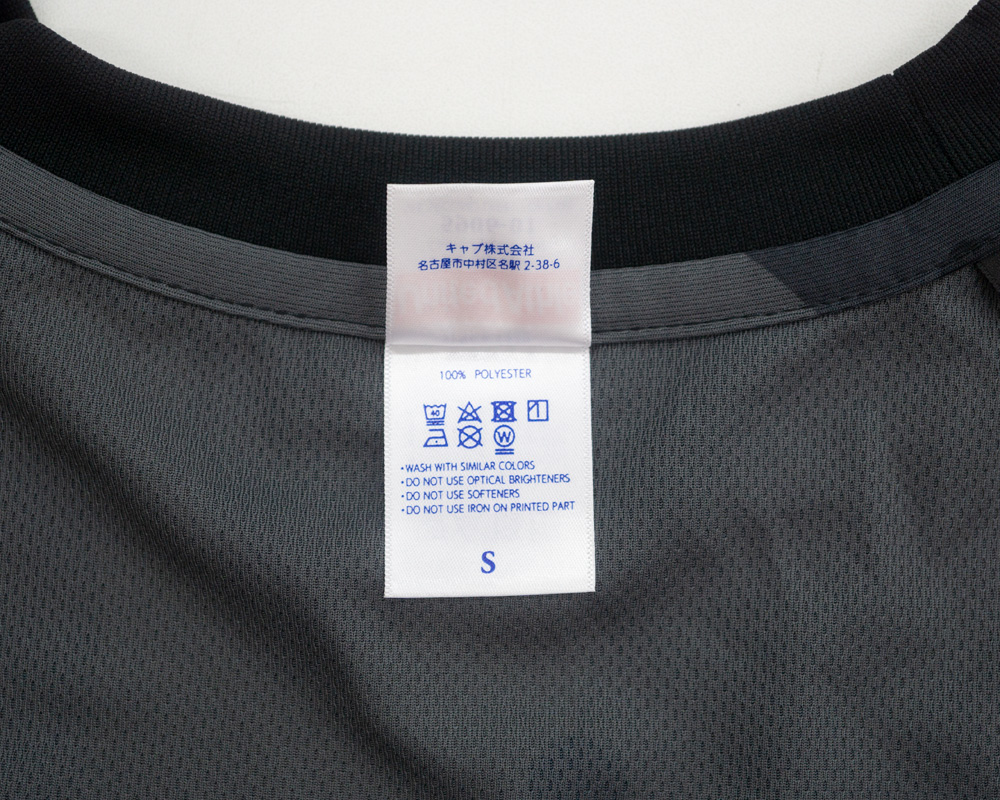 キャブ株式会社
名古屋市中村区名駅 2-38-6
100% POLYESTER
40
W
・WASH WITH SIMILAR COLORS
・DO NOT USE OPTICAL BRIGHTENERS
・DO NOT USE SOFTENERS
・DO NOT USE IRON ON PRINTED PART
S